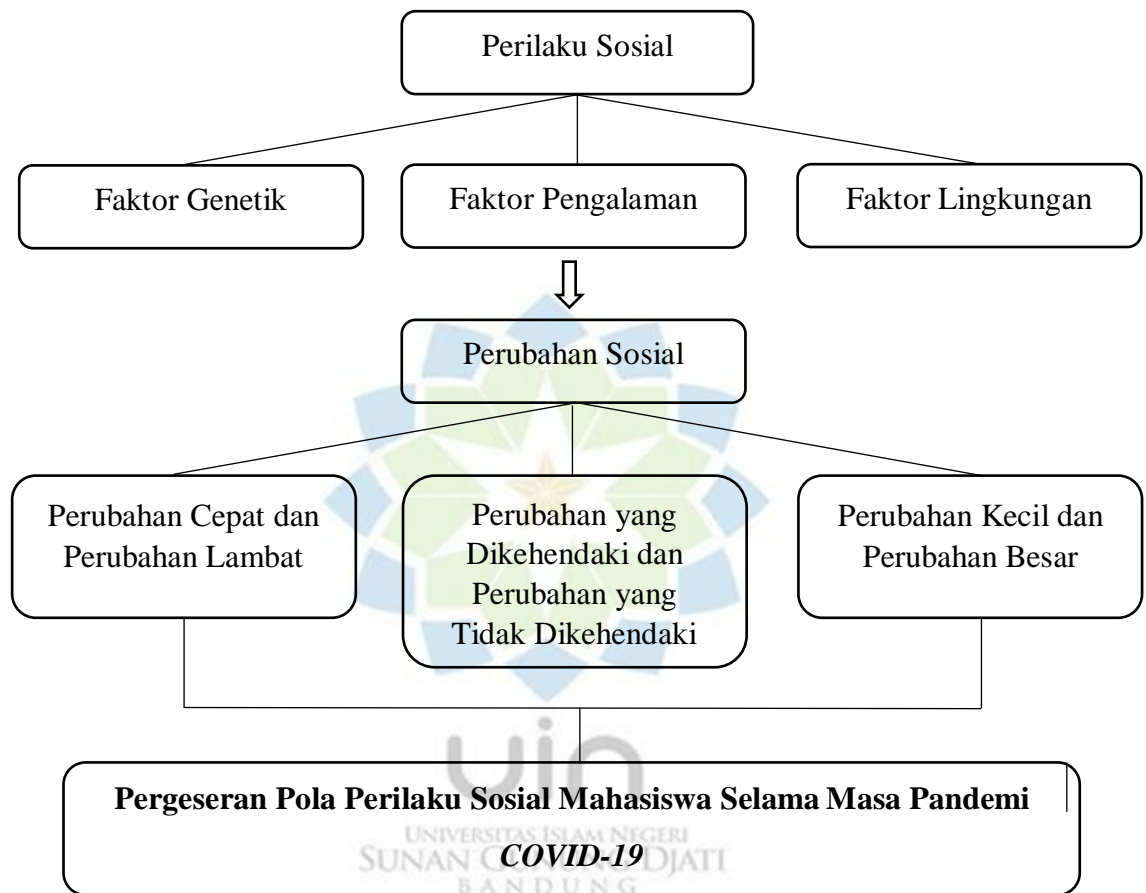 Perilaku Sosial
Faktor Genetik
Faktor Pengalaman
Faktor Lingkungan
Perubahan Sosial
Perubahan Cepat dan
Perubahan Lambat
Perubahan yang
Dikehendaki dan
Perubahan yang
Tidak Dikehendaki
Perubahan Kecil dan
Perubahan Besar
uin
Pergeseran Pola Perilaku Sosial Mahasiswa Selama Masa Pandemi
UNIVERSITAS ISLAM NEGERI
SUNAN GUNUNG DJATI
COVID-19
BANDUNG